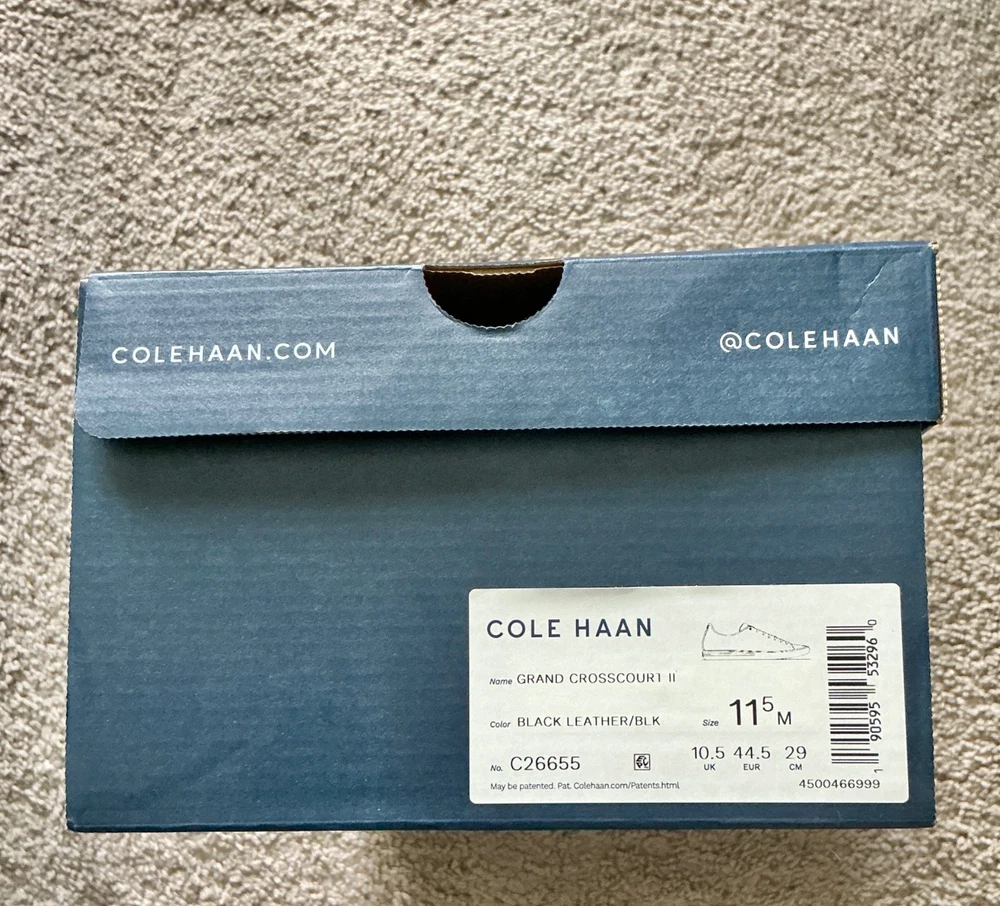 COLEHAAN.COM
@COLEHAAN
COLE HAAN
Name GRAND CROSSCOURT II
Color BLACK LEATHER/BLK
Size 11⁵ M
No. C26655
10.5 44.5 29
UK EUR CM
May be patented. Pat. Colehaan.com/Patents.html
4500466999
1 90595 53296 0